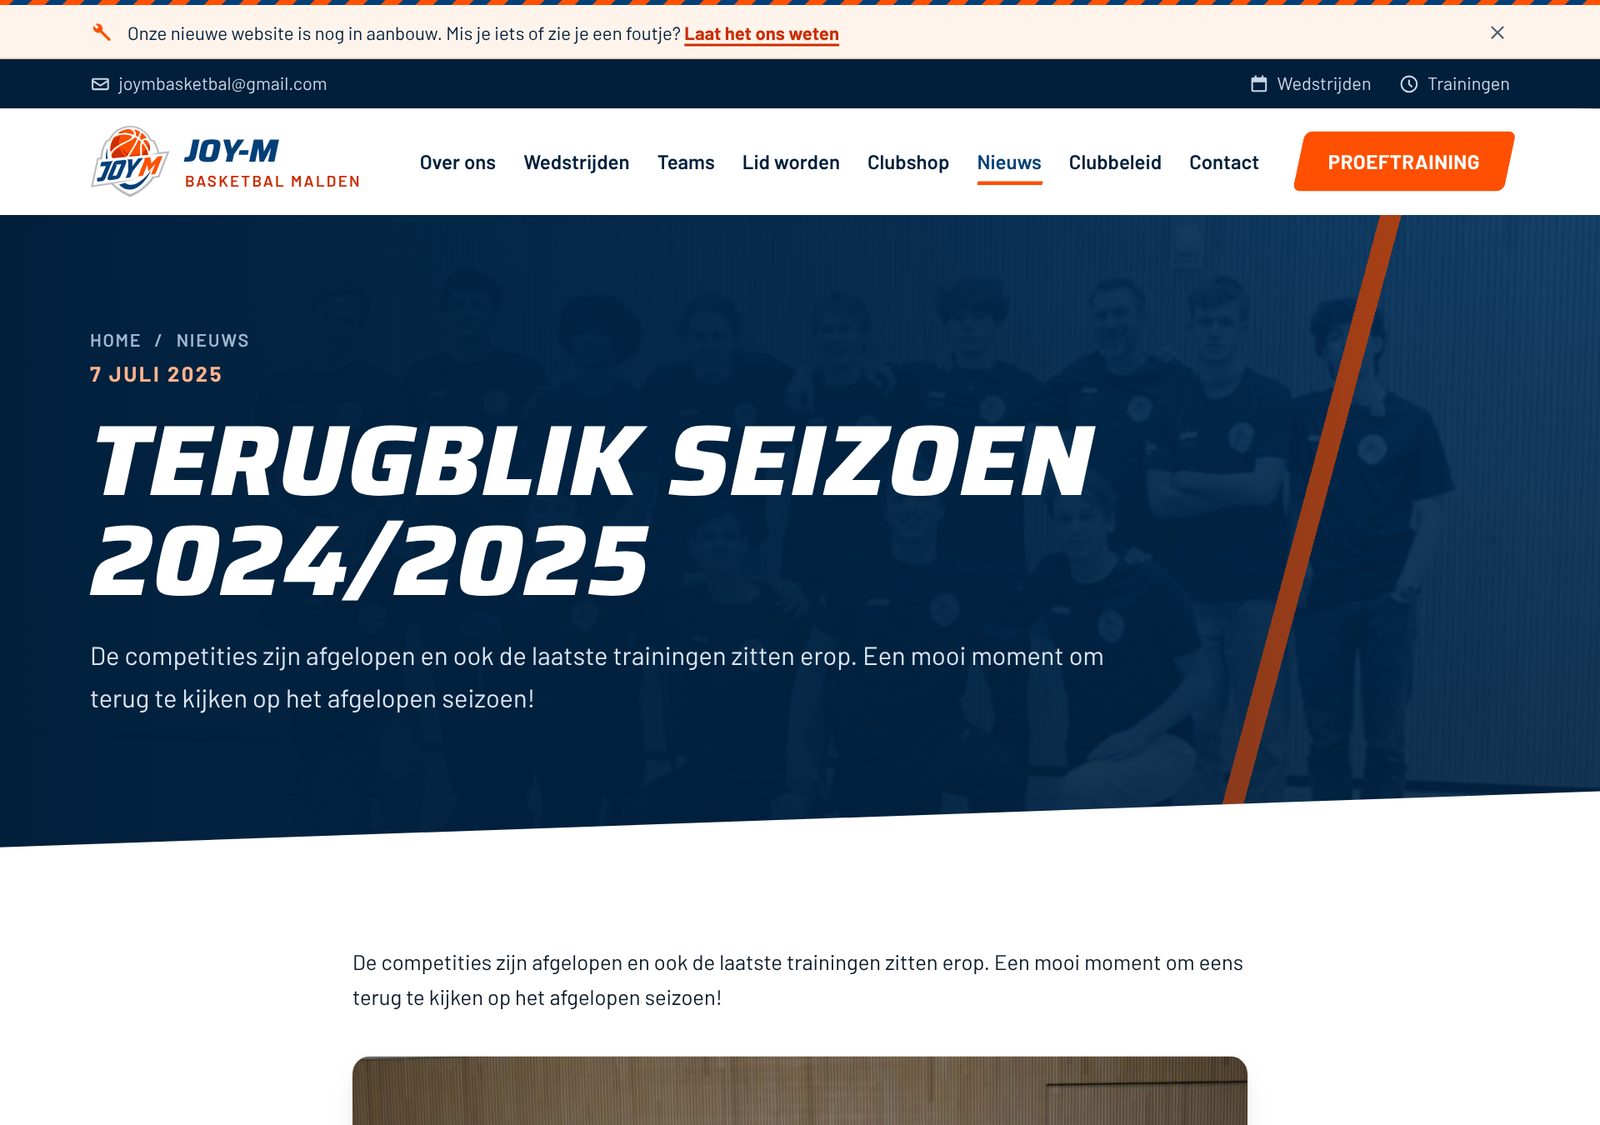 Onze nieuwe website is nog in aanbouw. Mis je iets of zie je een foutje? Laat het ons weten
joymbasketbal@gmail.com
Wedstrijden
Trainingen
JOYM
JOY-M
BASKETBAL MALDEN
Over ons
Wedstrijden
Teams
Lid worden
Clubshop
Nieuws
Clubbeleid
Contact
PROEFTRAINING
HOME / NIEUWS
7 JULI 2025
TERUGBLIK SEIZOEN
2024/2025
De competities zijn afgelopen en ook de laatste trainingen zitten erop. Een mooi moment om
terug te kijken op het afgelopen seizoen!
De competities zijn afgelopen en ook de laatste trainingen zitten erop. Een mooi moment om eens
terug te kijken op het afgelopen seizoen!